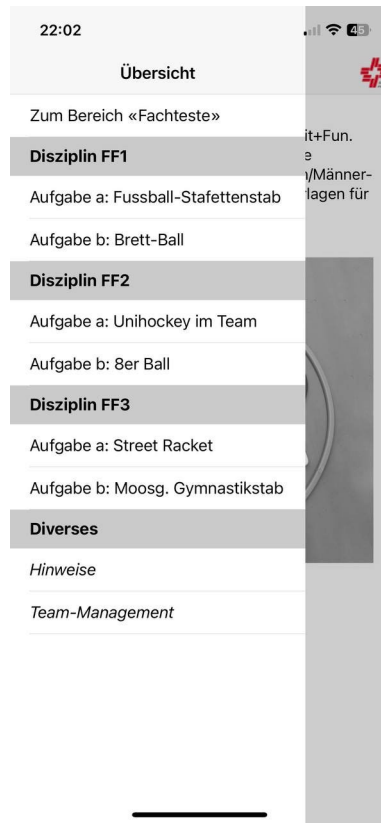 22:02
45
Übersicht
Zum Bereich «Fachteste»
it+Fun.
Disziplin FF1
e
n/Männer-
Aufgabe a: Fussball-Stafettenstab
lagen für
Aufgabe b: Brett-Ball
Disziplin FF2
Aufgabe a: Unihockey im Team
Aufgabe b: 8er Ball
Disziplin FF3
Aufgabe a: Street Racket
Aufgabe b: Moosg. Gymnastikstab
Diverses
Hinweise
Team-Management